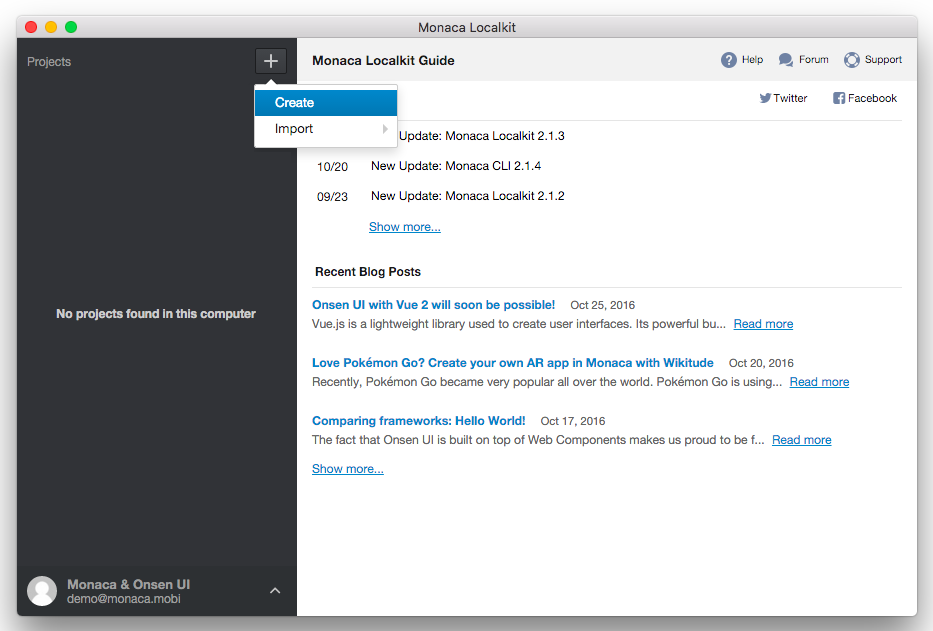 Monaca Localkit
Projects
Create
Import
Monaca Localkit Guide
Help
Forum
Support
Twitter
Facebook
Update: Monaca Localkit 2.1.3
10/20 New Update: Monaca CLI 2.1.4
09/23 New Update: Monaca Localkit 2.1.2
Show more...
Recent Blog Posts
Onsen UI with Vue 2 will soon be possible! Oct 25, 2016
Vue.js is a lightweight library used to create user interfaces. Its powerful bu... Read more
Love Pokémon Go? Create your own AR app in Monaca with Wikitude Oct 20, 2016
Recently, Pokémon Go became very popular all over the world. Pokémon Go is using... Read more
Comparing frameworks: Hello World! Oct 17, 2016
The fact that Onsen UI is built on top of Web Components makes us proud to be f... Read more
Show more...
No projects found in this computer
Monaca & Onsen UI
demo@monaca.mobi